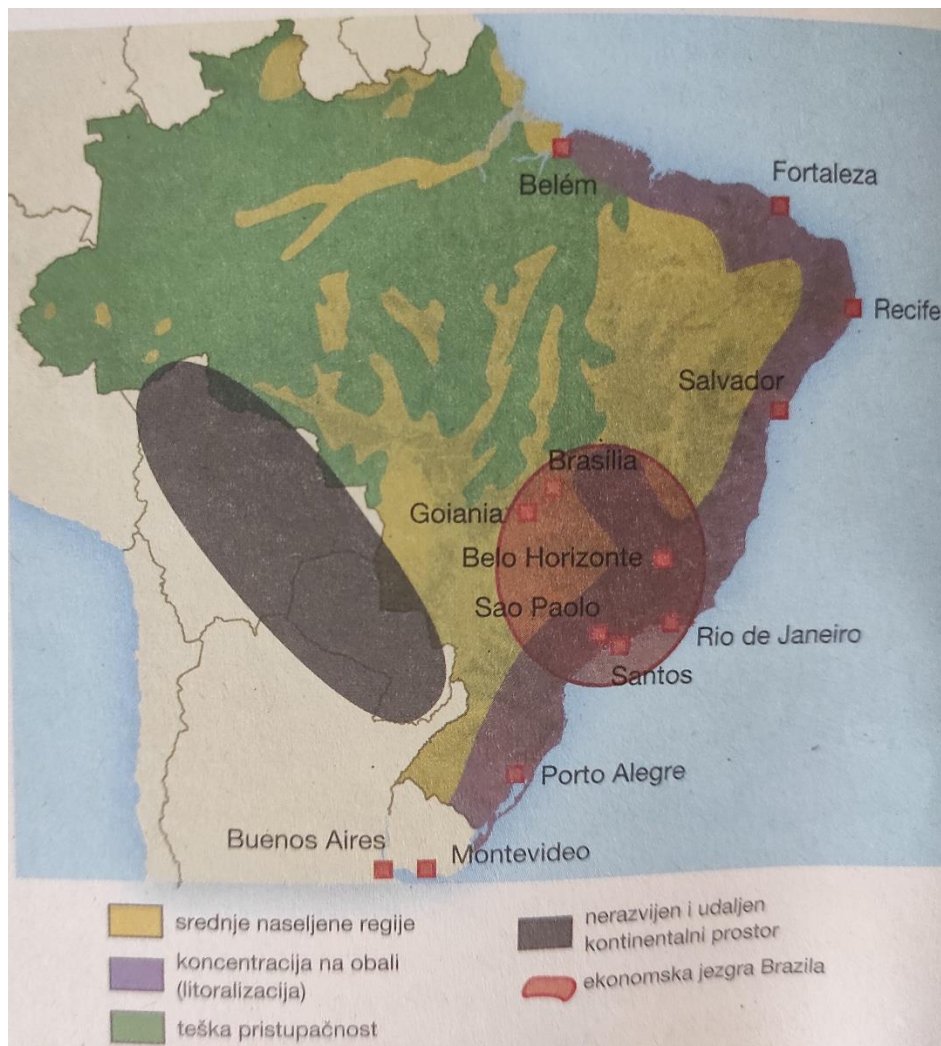 Belém
Fortaleza
Recife
Salvador
Brasilia
Goiania
Belo Horizonte
Sao Paolo
Rio de Janeiro
Santos
Porto Alegre
Buenos Aires
Montevideo
srednje naseljene regije
koncentracija na obali
(litoralizacija)
teška pristupačnost
nerazvijen i udaljen
kontinentalni prostor
ekonomska jezgra Brazila